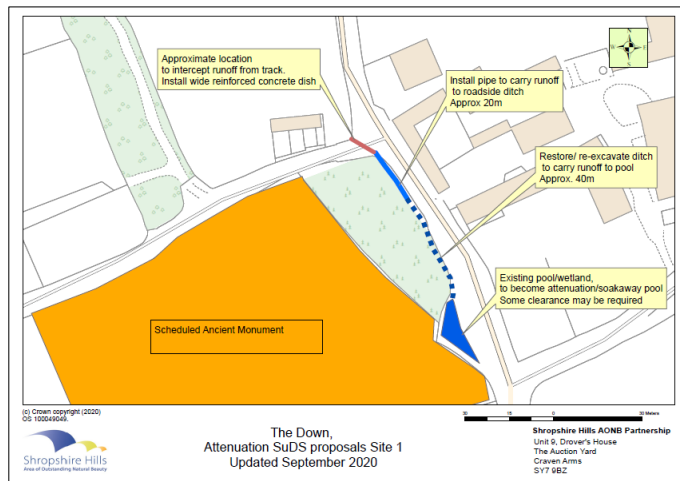 N
W
E
S
Approximate location
to intercept runoff from track.
Install wide reinforced concrete dish
Install pipe to carry runoff
to roadside ditch
Approx 20m
Restore/ re-excavate ditch
to carry runoff to pool
Approx. 40m
Existing pool/wetland,
to become attenuation/soakaway pool
Some clearance may be required
Scheduled Ancient Monument
(c) Crown copyright (2020)
OS 100049049.
30 15 0 30 Meters
Shropshire Hills
Area of Outstanding Natural Beauty
The Down,
Attenuation SuDS proposals Site 1
Updated September 2020
Shropshire Hills AONB Partnership
Unit 9, Drover's House
The Auction Yard
Craven Arms
SY7 9BZ